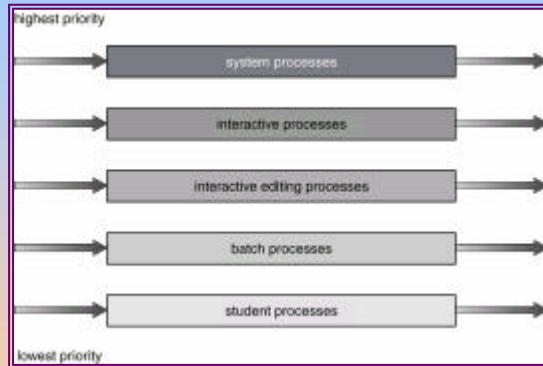 highest priority
system processes
interactive processes
interactive editing processes
batch processes
student processes
lowest priority